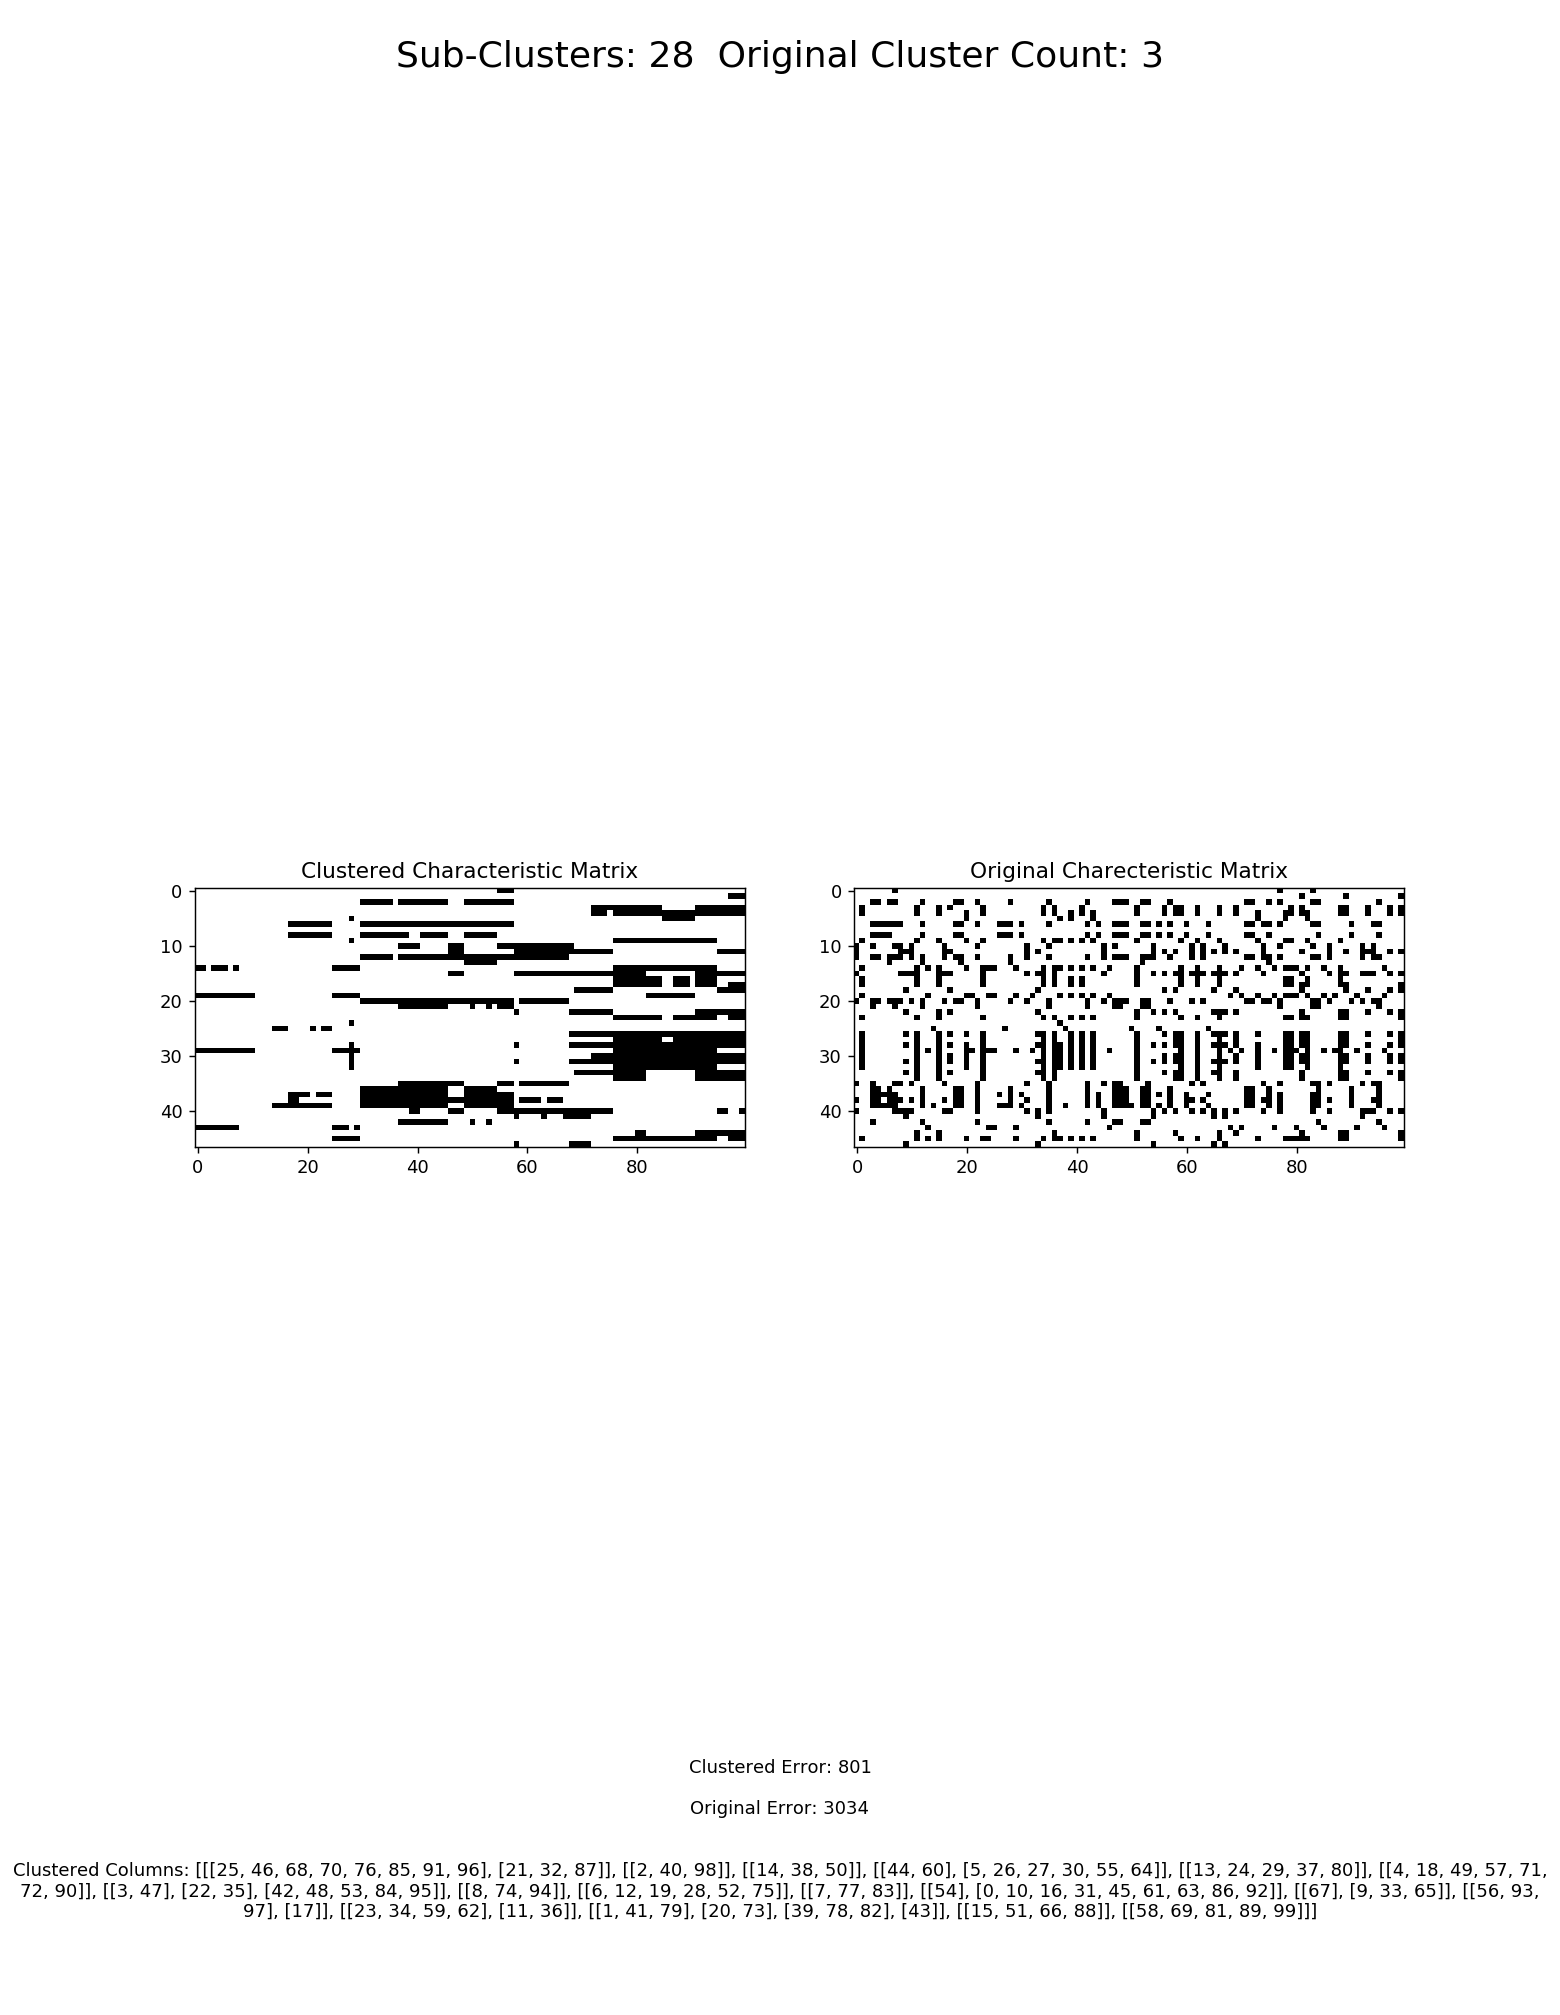 Sub-Clusters: 28  Original Cluster Count: 3
Clustered Characteristic Matrix
Original Charecteristic Matrix
0
10
20
30
40
0 20 40 60 80
0
10
20
30
40
0 20 40 60 80
Clustered Error: 801
Original Error: 3034
Clustered Columns: [[[25, 46, 68, 70, 76, 85, 91, 96], [21, 32, 87]], [[2, 40, 98]], [[14, 38, 50]], [[44, 60], [5, 26, 27, 30, 55, 64]], [[13, 24, 29, 37, 80]], [[4, 18, 49, 57, 71,
72, 90]], [[3, 47], [22, 35], [42, 48, 53, 84, 95]], [[8, 74, 94]], [[6, 12, 19, 28, 52, 75]], [[7, 77, 83]], [[54], [0, 10, 16, 31, 45, 61, 63, 86, 92]], [[67], [9, 33, 65]], [[56, 93,
97], [17]], [[23, 34, 59, 62], [11, 36]], [[1, 41, 79], [20, 73], [39, 78, 82], [43]], [[15, 51, 66, 88]], [[58, 69, 81, 89, 99]]]